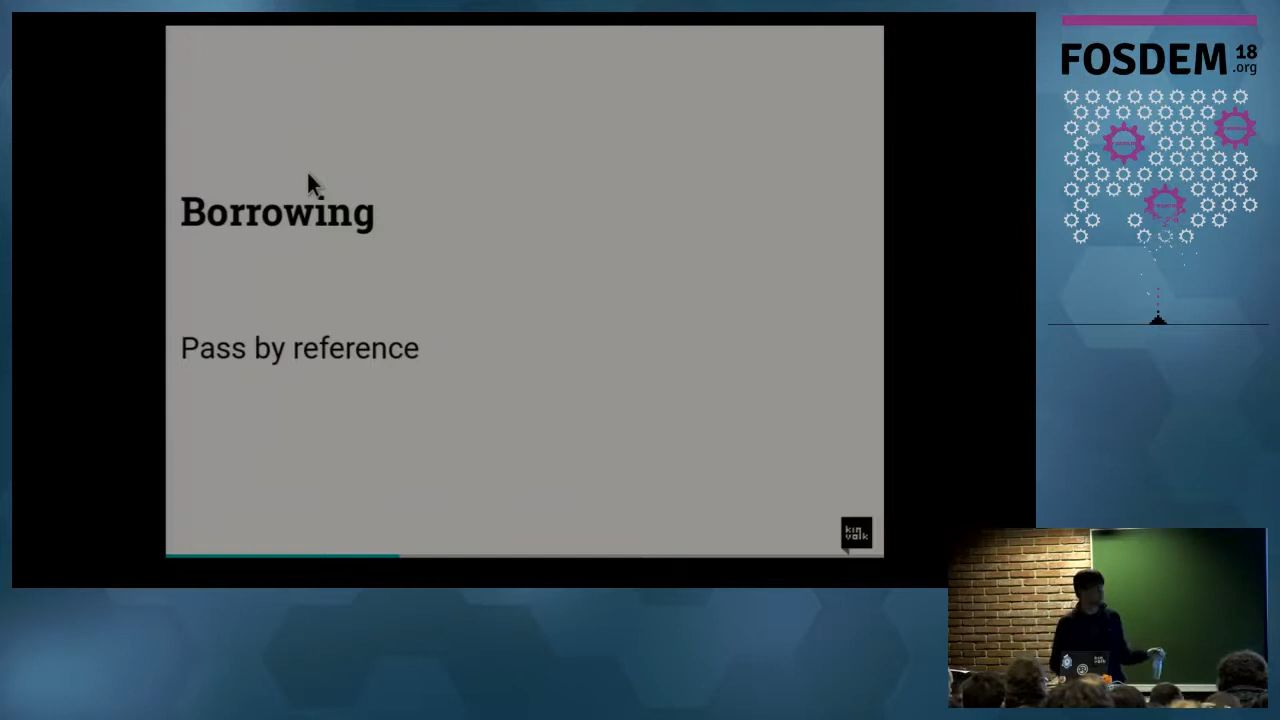 Borrowing
Pass by reference
kin
volk
FOSDEM 18
.org